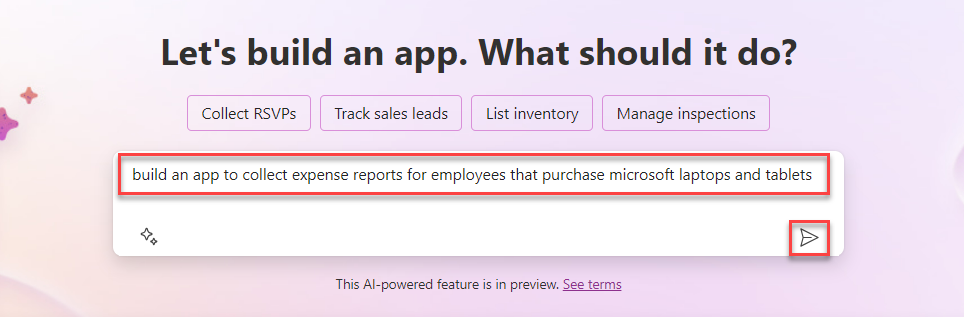 Let's build an app. What should it do?
Collect RSVPs Track sales leads List inventory Manage inspections
build an app to collect expense reports for employees that purchase microsoft laptops and tablets
This AI-powered feature is in preview. See terms